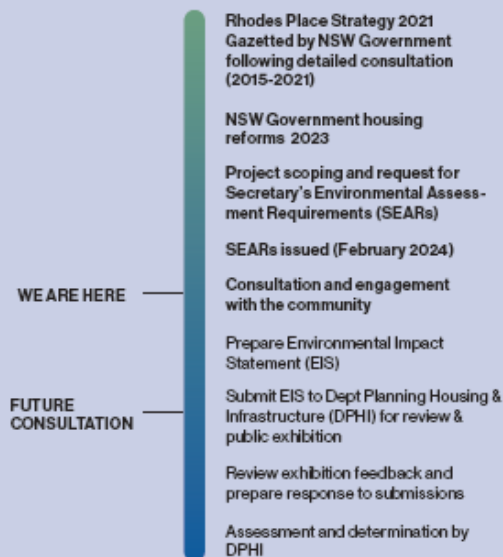 Rhodes Place Strategy 2021
Gazetted by NSW Government
following detailed consultation
(2015-2021)
NSW Government housing
reforms 2023
Project scoping and request for
Secretary's Environmental Assess-
ment Requirements (SEARs)
SEARs issued (February 2024)
WE ARE HERE
Consultation and engagement
with the community
Prepare Environmental Impact
Statement (EIS)
FUTURE
CONSULTATION
Submit EIS to Dept Planning Housing &
Infrastructure (DPHI) for review &
public exhibition
Review exhibition feedback and
prepare response to submissions
Assessment and determination by
DPHI